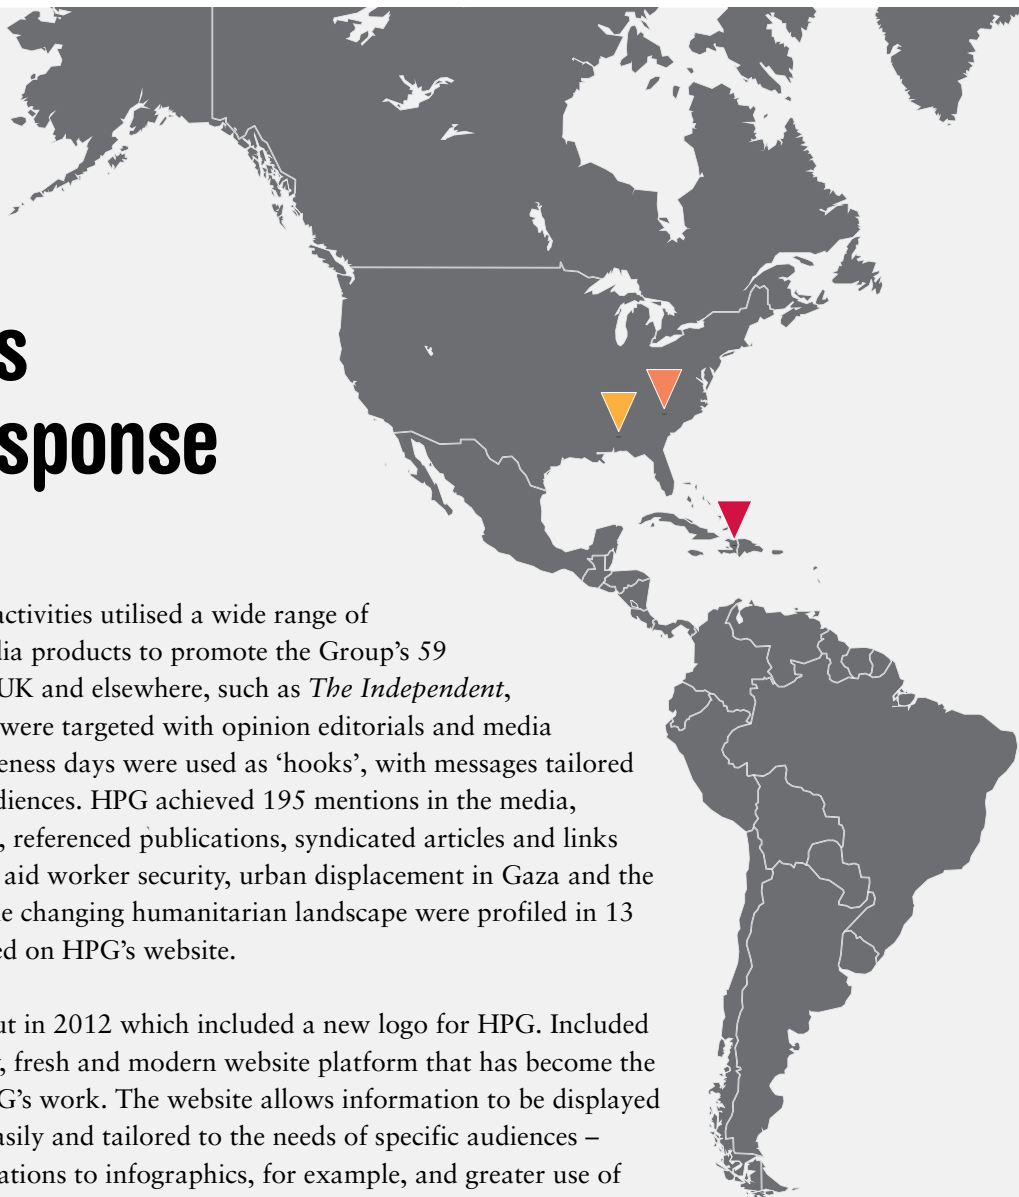 s
sponse
activities utilised a wide range of
dia products to promote the Group’s 59
UK and elsewhere, such as The Independent,
were targeted with opinion editorials and media
eness days were used as ‘hooks’, with messages tailored
diences. HPG achieved 195 mentions in the media,
, referenced publications, syndicated articles and links
aid worker security, urban displacement in Gaza and the
e changing humanitarian landscape were profiled in 13
ed on HPG’s website.
ut in 2012 which included a new logo for HPG. Included
, fresh and modern website platform that has become the
G’s work. The website allows information to be displayed
asily and tailored to the needs of specific audiences –
ations to infographics, for example, and greater use of